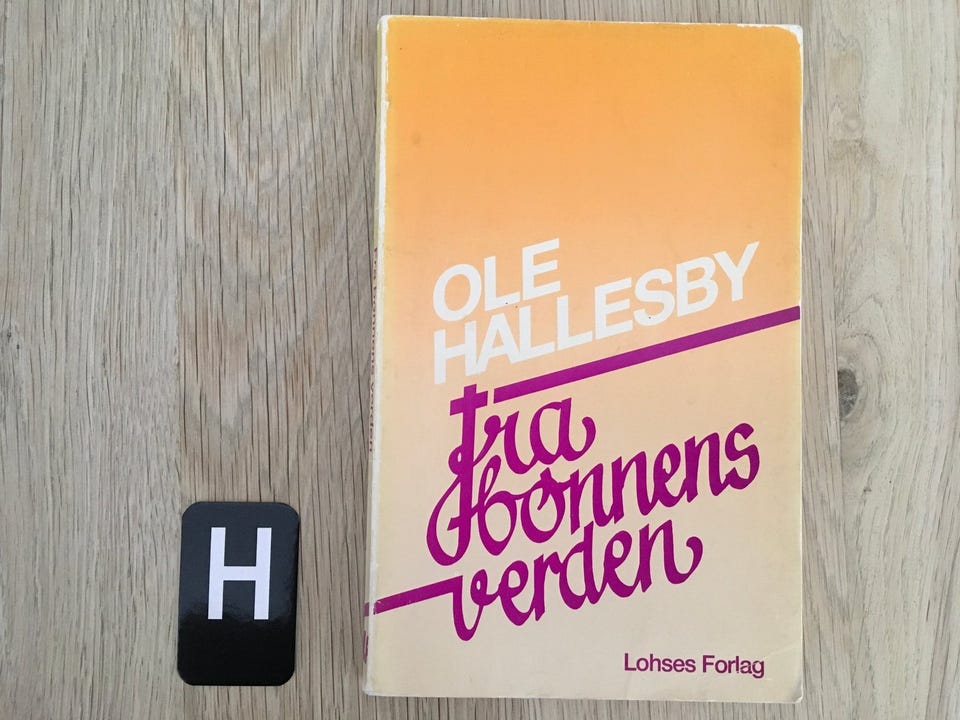 OLE
HALLESBY
fra
bønnens
verden
Lohses Forlag
H